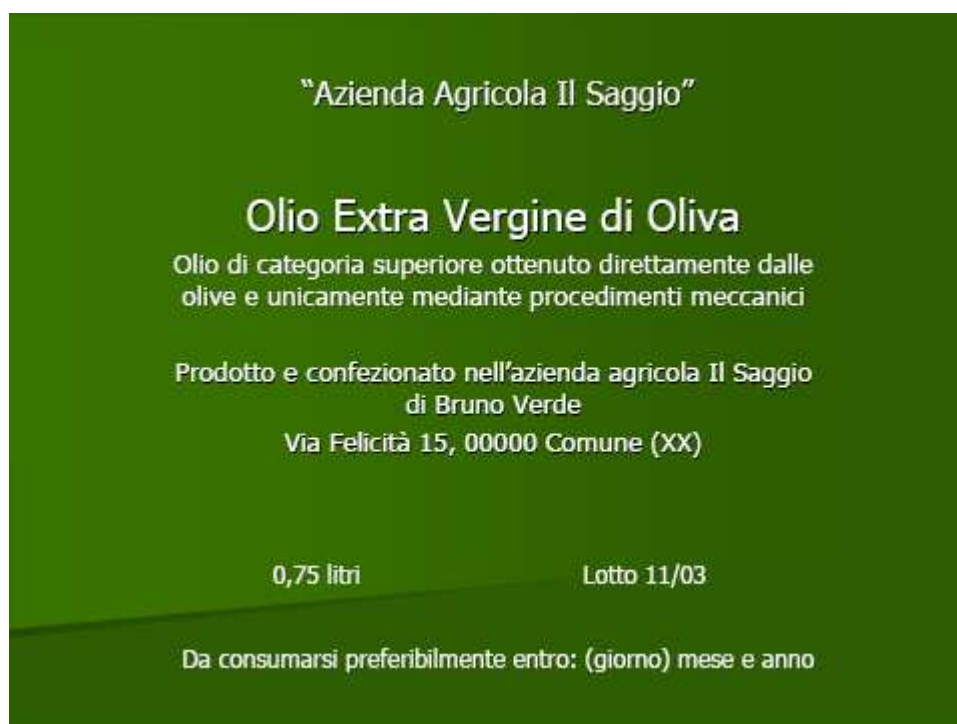 “Azienda Agricola Il Saggio”
Olio Extra Vergine di Oliva
Olio di categoria superiore ottenuto direttamente dalle
olive e unicamente mediante procedimenti meccanici
Prodotto e confezionato nell’azienda agricola Il Saggio
di Bruno Verde
Via Felicità 15, 00000 Comune (XX)
0,75 litri Lotto 11/03
Da consumarsi preferibilmente entro: (giorno) mese e anno